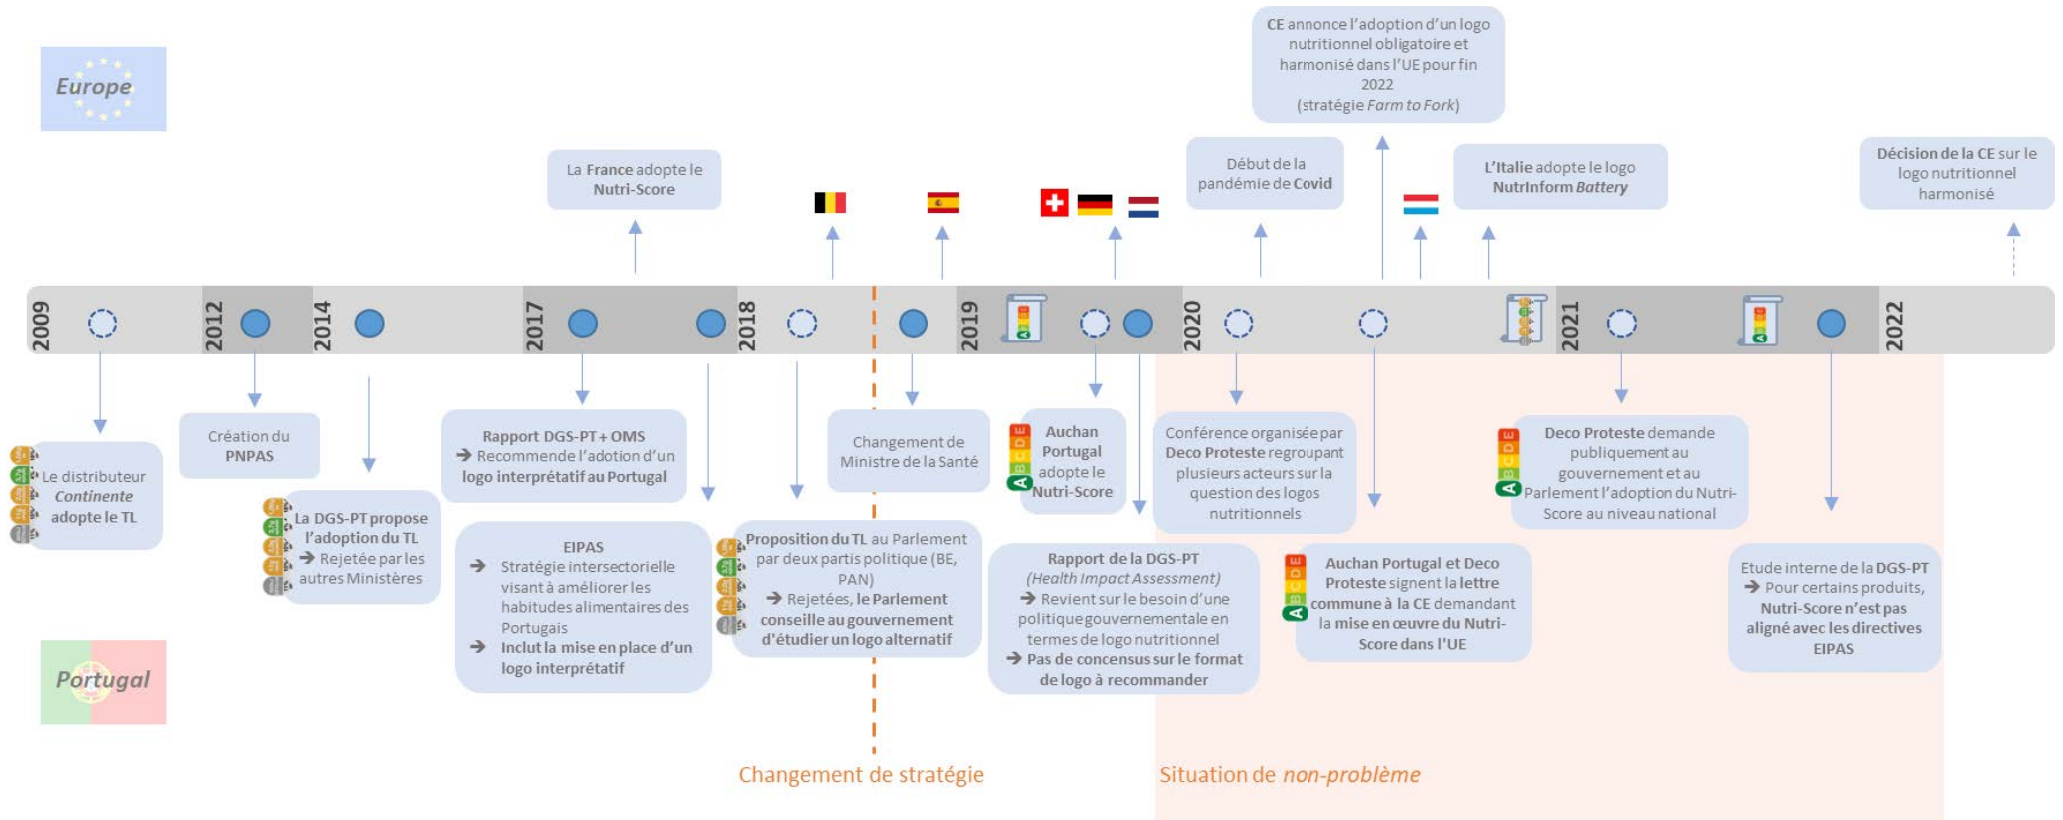 Europe
CE annonce l'adoption d'un logo
nutritionnel obligatoire et
harmonisé dans l'UE pour fin
2022
(stratégie Farm to Fork)
La France adopte le
Nutri-Score
Début de la
pandémie de Covid
L'Italie adopte le logo
NutrInform Battery
Décision de la CE sur le
logo nutritionnel
harmonisé
2009
2012
2014
2017
2018
2019
2020
2021
2022
Le distributeur
Continente
adopte le TL
Création du
PNPAS
La DGS-PT propose
l'adoption du TL
→ Rejetée par les
autres Ministères
Rapport DGS-PT + OMS
→ Recommende l'adotion d'un
logo interprétatif au Portugal
EIPAS
→ Stratégie intersectorielle
visant à améliorer les
habitudes alimentaires des
Portugais
→ Inclut la mise en place d'un
logo interprétatif
Proposition du TL au Parlement
par deux partis politique (BE,
PAN)
→ Rejetées, le Parlement
conseille au gouvernement
d'étudier un logo alternatif
Changement de
Ministre de la Santé
A B C D E
Auchan
Portugal
adopte le
Nutri-Score
Rapport de la DGS-PT
(Health Impact Assessment)
→ Revient sur le besoin d'une
politique gouvernementale en
termes de logo nutritionnel
→ Pas de concensus sur le format
de logo à recommander
Conférence organisée par
Deco Proteste regroupant
plusieurs acteurs sur la
question des logos
nutritionnels
A B C D E
Auchan Portugal et Deco
Proteste signent la lettre
commune à la CE demandant
la mise en œuvre du Nutri-
Score dans l'UE
A B C D E
Deco Proteste demande
publiquement au
gouvernement et au
Parlement l'adoption du Nutri-
Score au niveau national
Etude interne de la DGS-PT
→ Pour certains produits,
Nutri-Score n'est pas
aligné avec les directives
EIPAS
Portugal
Changement de stratégie
Situation de non-problème